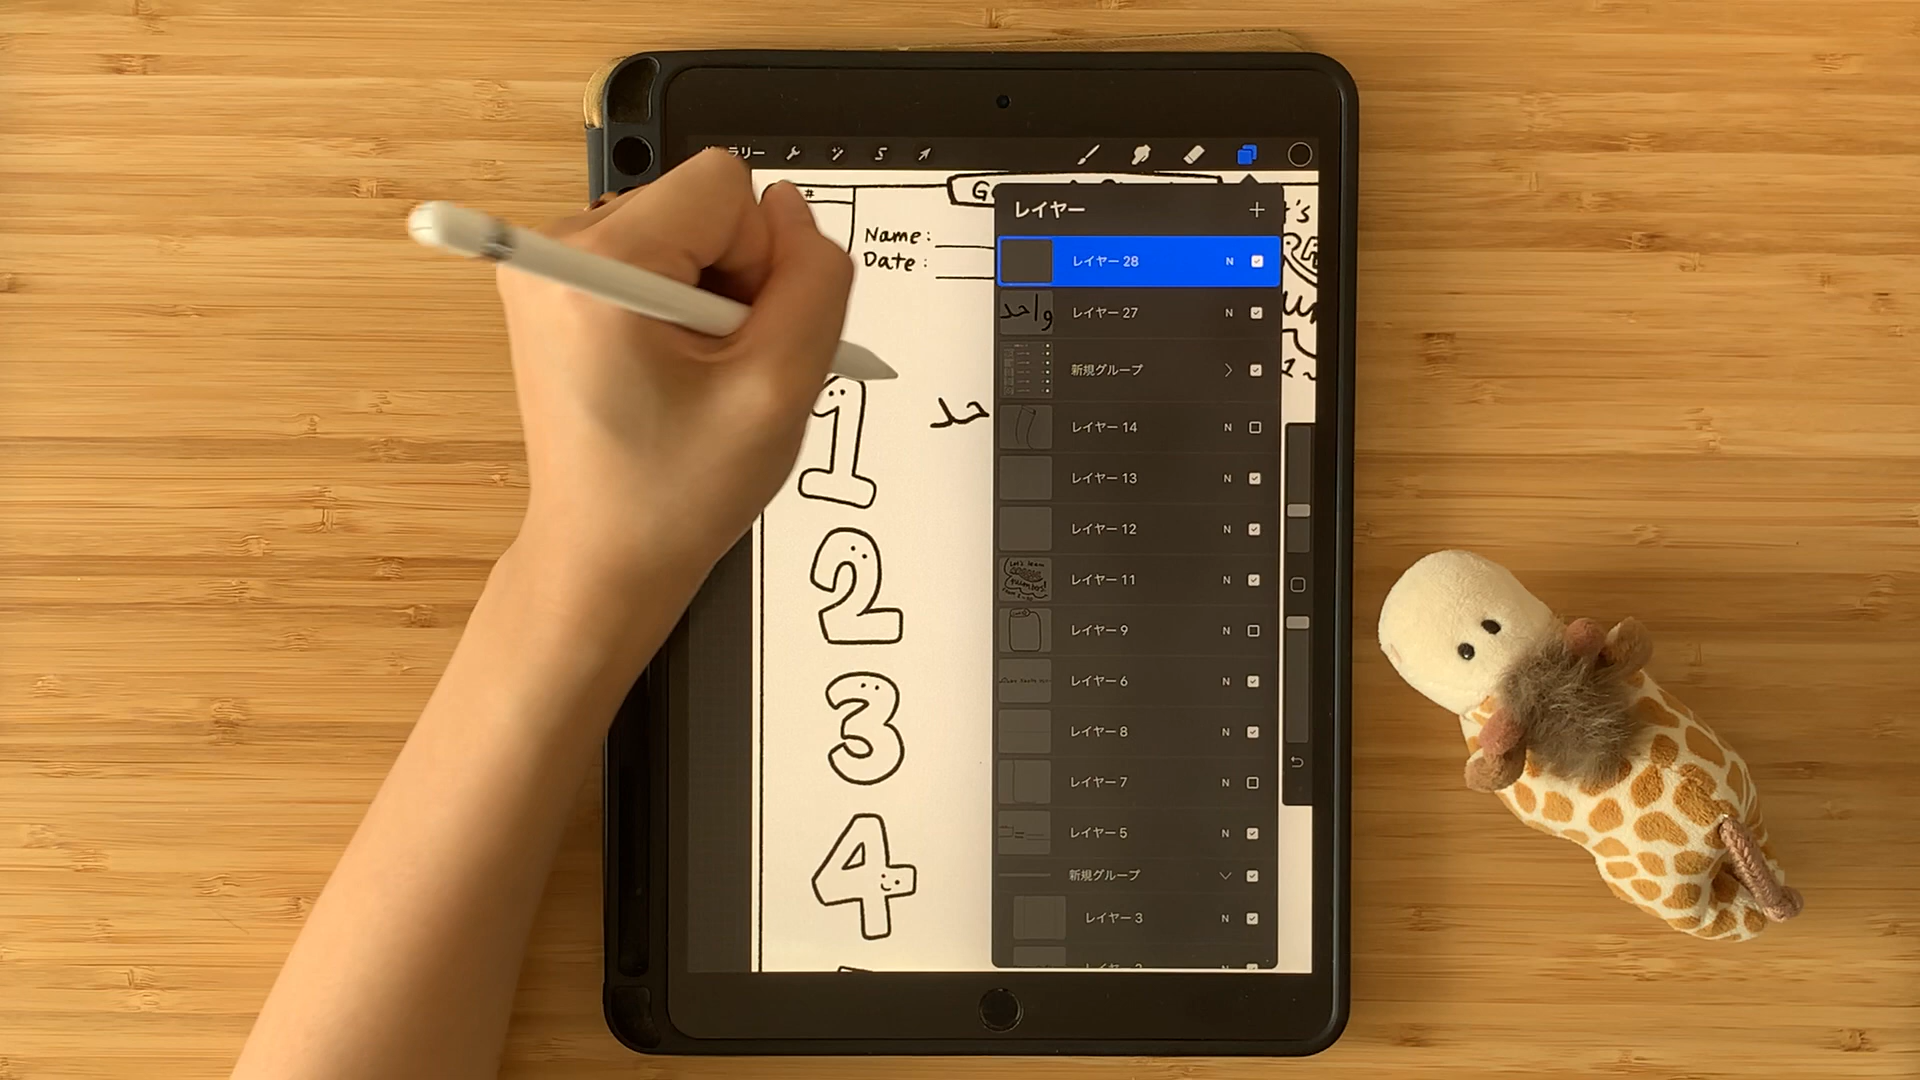 #
Name:
Date:
1
حد
2
3
4
レイヤー
+
レイヤー 28 N
واحد レイヤー 27 N
新規グループ
レイヤー 14 N
レイヤー 13 N
レイヤー 12 N
レイヤー 11 N
レイヤー 9 N
レイヤー 6 N
レイヤー 8 N
レイヤー 7 N
レイヤー 5 N
新規グループ
レイヤー 3 N